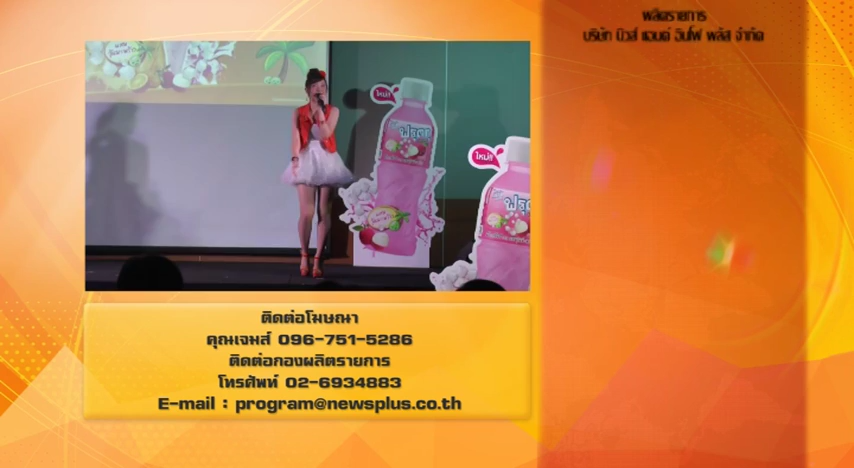 ผลิตรายการ
บริษัท นิวส์ แอนด์ อินโฟ พลัส จำกัด
ใหม่!!
ใหม่!!
ติดต่อโฆษณา
คุณเจมส์ 096-751-5286
ติดต่อกองผลิตรายการ
โทรศัพท์ 02-6934883
E-mail : program@newsplus.co.th